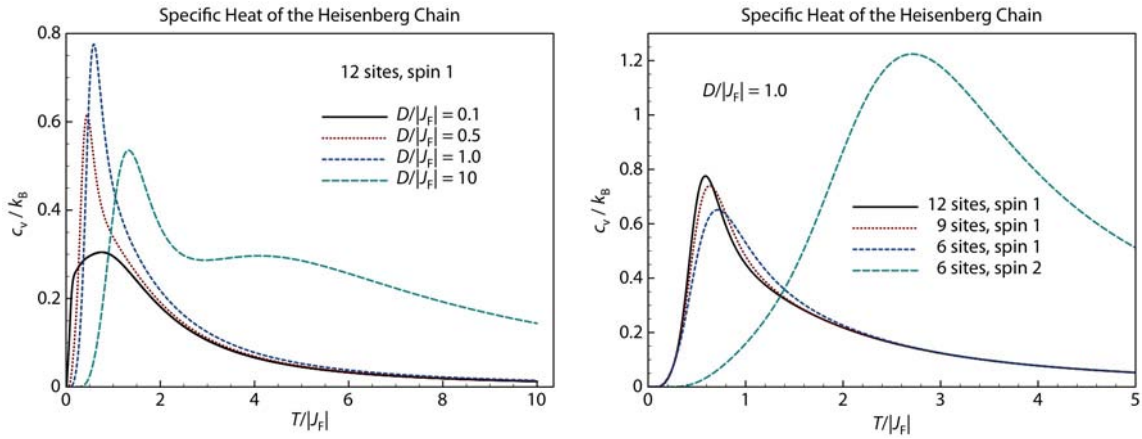 Specific Heat of the Heisenberg Chain
0.8
0.6
0.4
0.2
0
c_v / k_B
12 sites, spin 1
D/|J_F| = 0.1
D/|J_F| = 0.5
D/|J_F| = 1.0
D/|J_F| = 10
0 2 4 6 8 10
T/|J_F|
Specific Heat of the Heisenberg Chain
1.2
1
0.8
0.6
0.4
0.2
0
c_v / k_B
D/|J_F| = 1.0
12 sites, spin 1
9 sites, spin 1
6 sites, spin 1
6 sites, spin 2
0 1 2 3 4 5
T/|J_F|